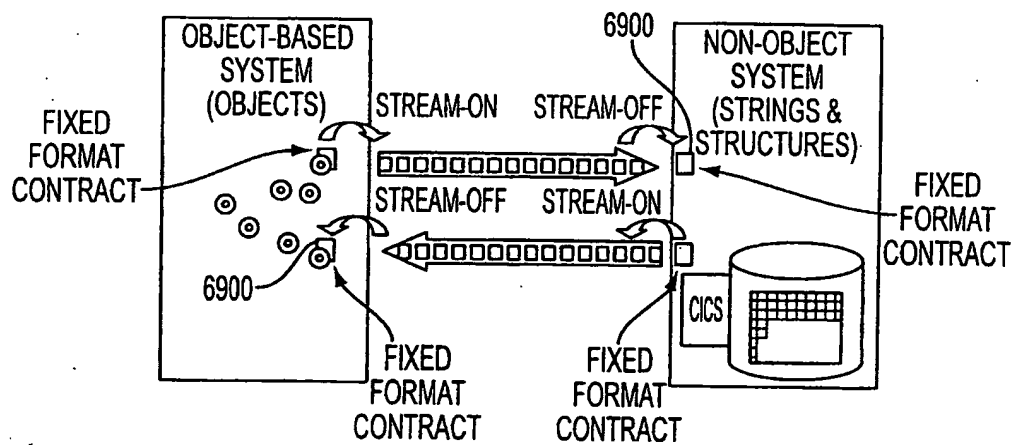 6900
OBJECT-BASED
SYSTEM
(OBJECTS)
NON-OBJECT
SYSTEM
(STRINGS &
STRUCTURES)
FIXED
FORMAT
CONTRACT
STREAM-ON
STREAM-OFF
STREAM-OFF
STREAM-ON
FIXED
FORMAT
CONTRACT
6900
CICS
FIXED
FORMAT
CONTRACT
FIXED
FORMAT
CONTRACT